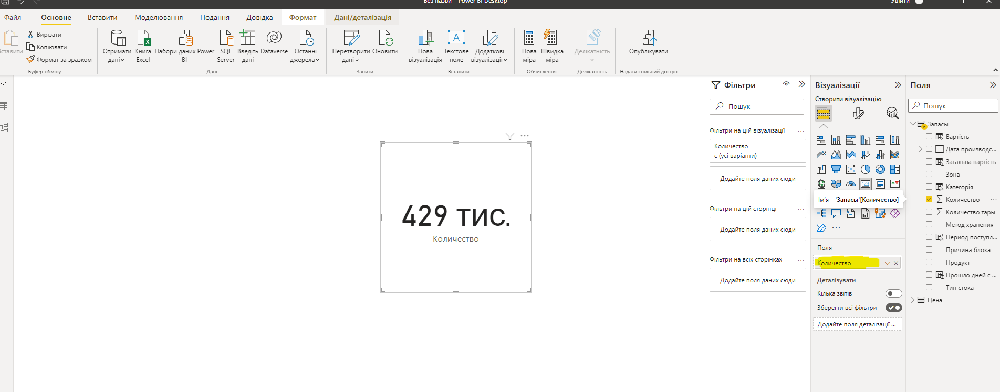 Без назви – Power BI Desktop
Увійти
Файл
Основне
Вставити
Моделювання
Подання
Довідка
Формат
Дані/деталізація
Вирізати
Копіювати
Формат за зразком
Буфер обміну
Отримати
дані
Книга
Excel
Набори даних Power
BI
SQL
Server
Введіть
дані
Dataverse
Останні
джерела
Дані
Перетворити
дані
Оновити
Запити
Нова
візуалізація
Текстове
поле
Додаткові
візуалізації
Вставити
Нова
міра
Швидка
міра
Обчислення
Делікатність
Делікатність
Опублікувати
Надати спільний доступ
429 тис.
Количество
Фільтри
Пошук
Фільтри на цій візуалізації
...
Количество
є (усі варіанти)
Додайте поля даних сюди
Фільтри на цій сторінці
...
Додайте поля даних сюди
Фільтри на всіх сторінках
...
Додайте поля даних сюди
Візуалізації
Створити візуалізацію
123
Ім'я 'Запасы'[Количество]
...
Поля
Количество
Деталізувати
Кілька звітів
Зберегти всі фільтри
Додайте поля деталізації ...
Поля
Пошук
Запасы
Вартість
Дата производс...
Загальна вартість
Зона
Категорія
Количество
...
Количество тары
Метод хранения
Период поступл...
Причина блока
Продукт
Прошло дней с ...
Тип стока
Цена